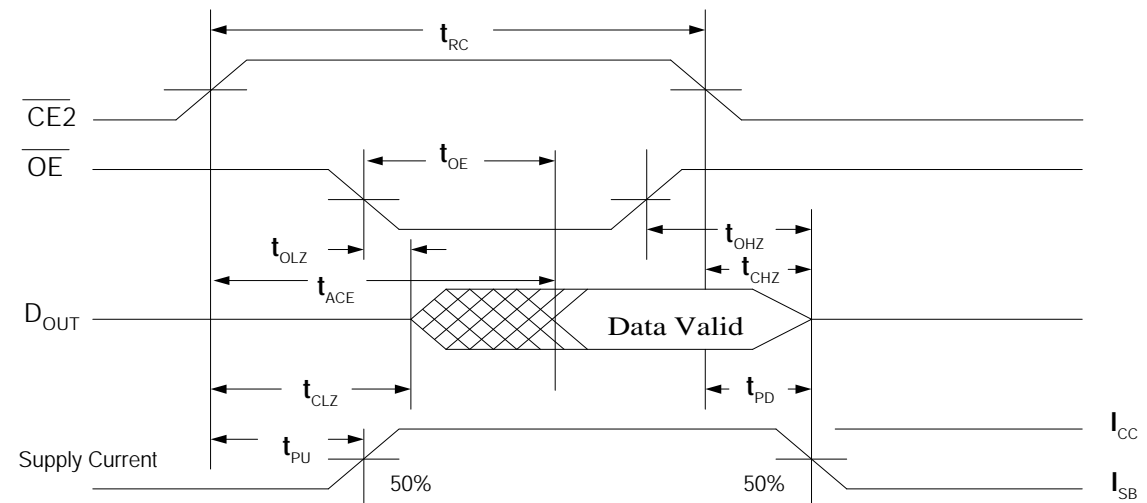 tRC
CE2
OE
tOE
tOLZ
tOHZ
tCHZ
tACE
DOUT
Data Valid
tCLZ
tPD
tPU
ICC
Supply Current
50%
50%
ISB